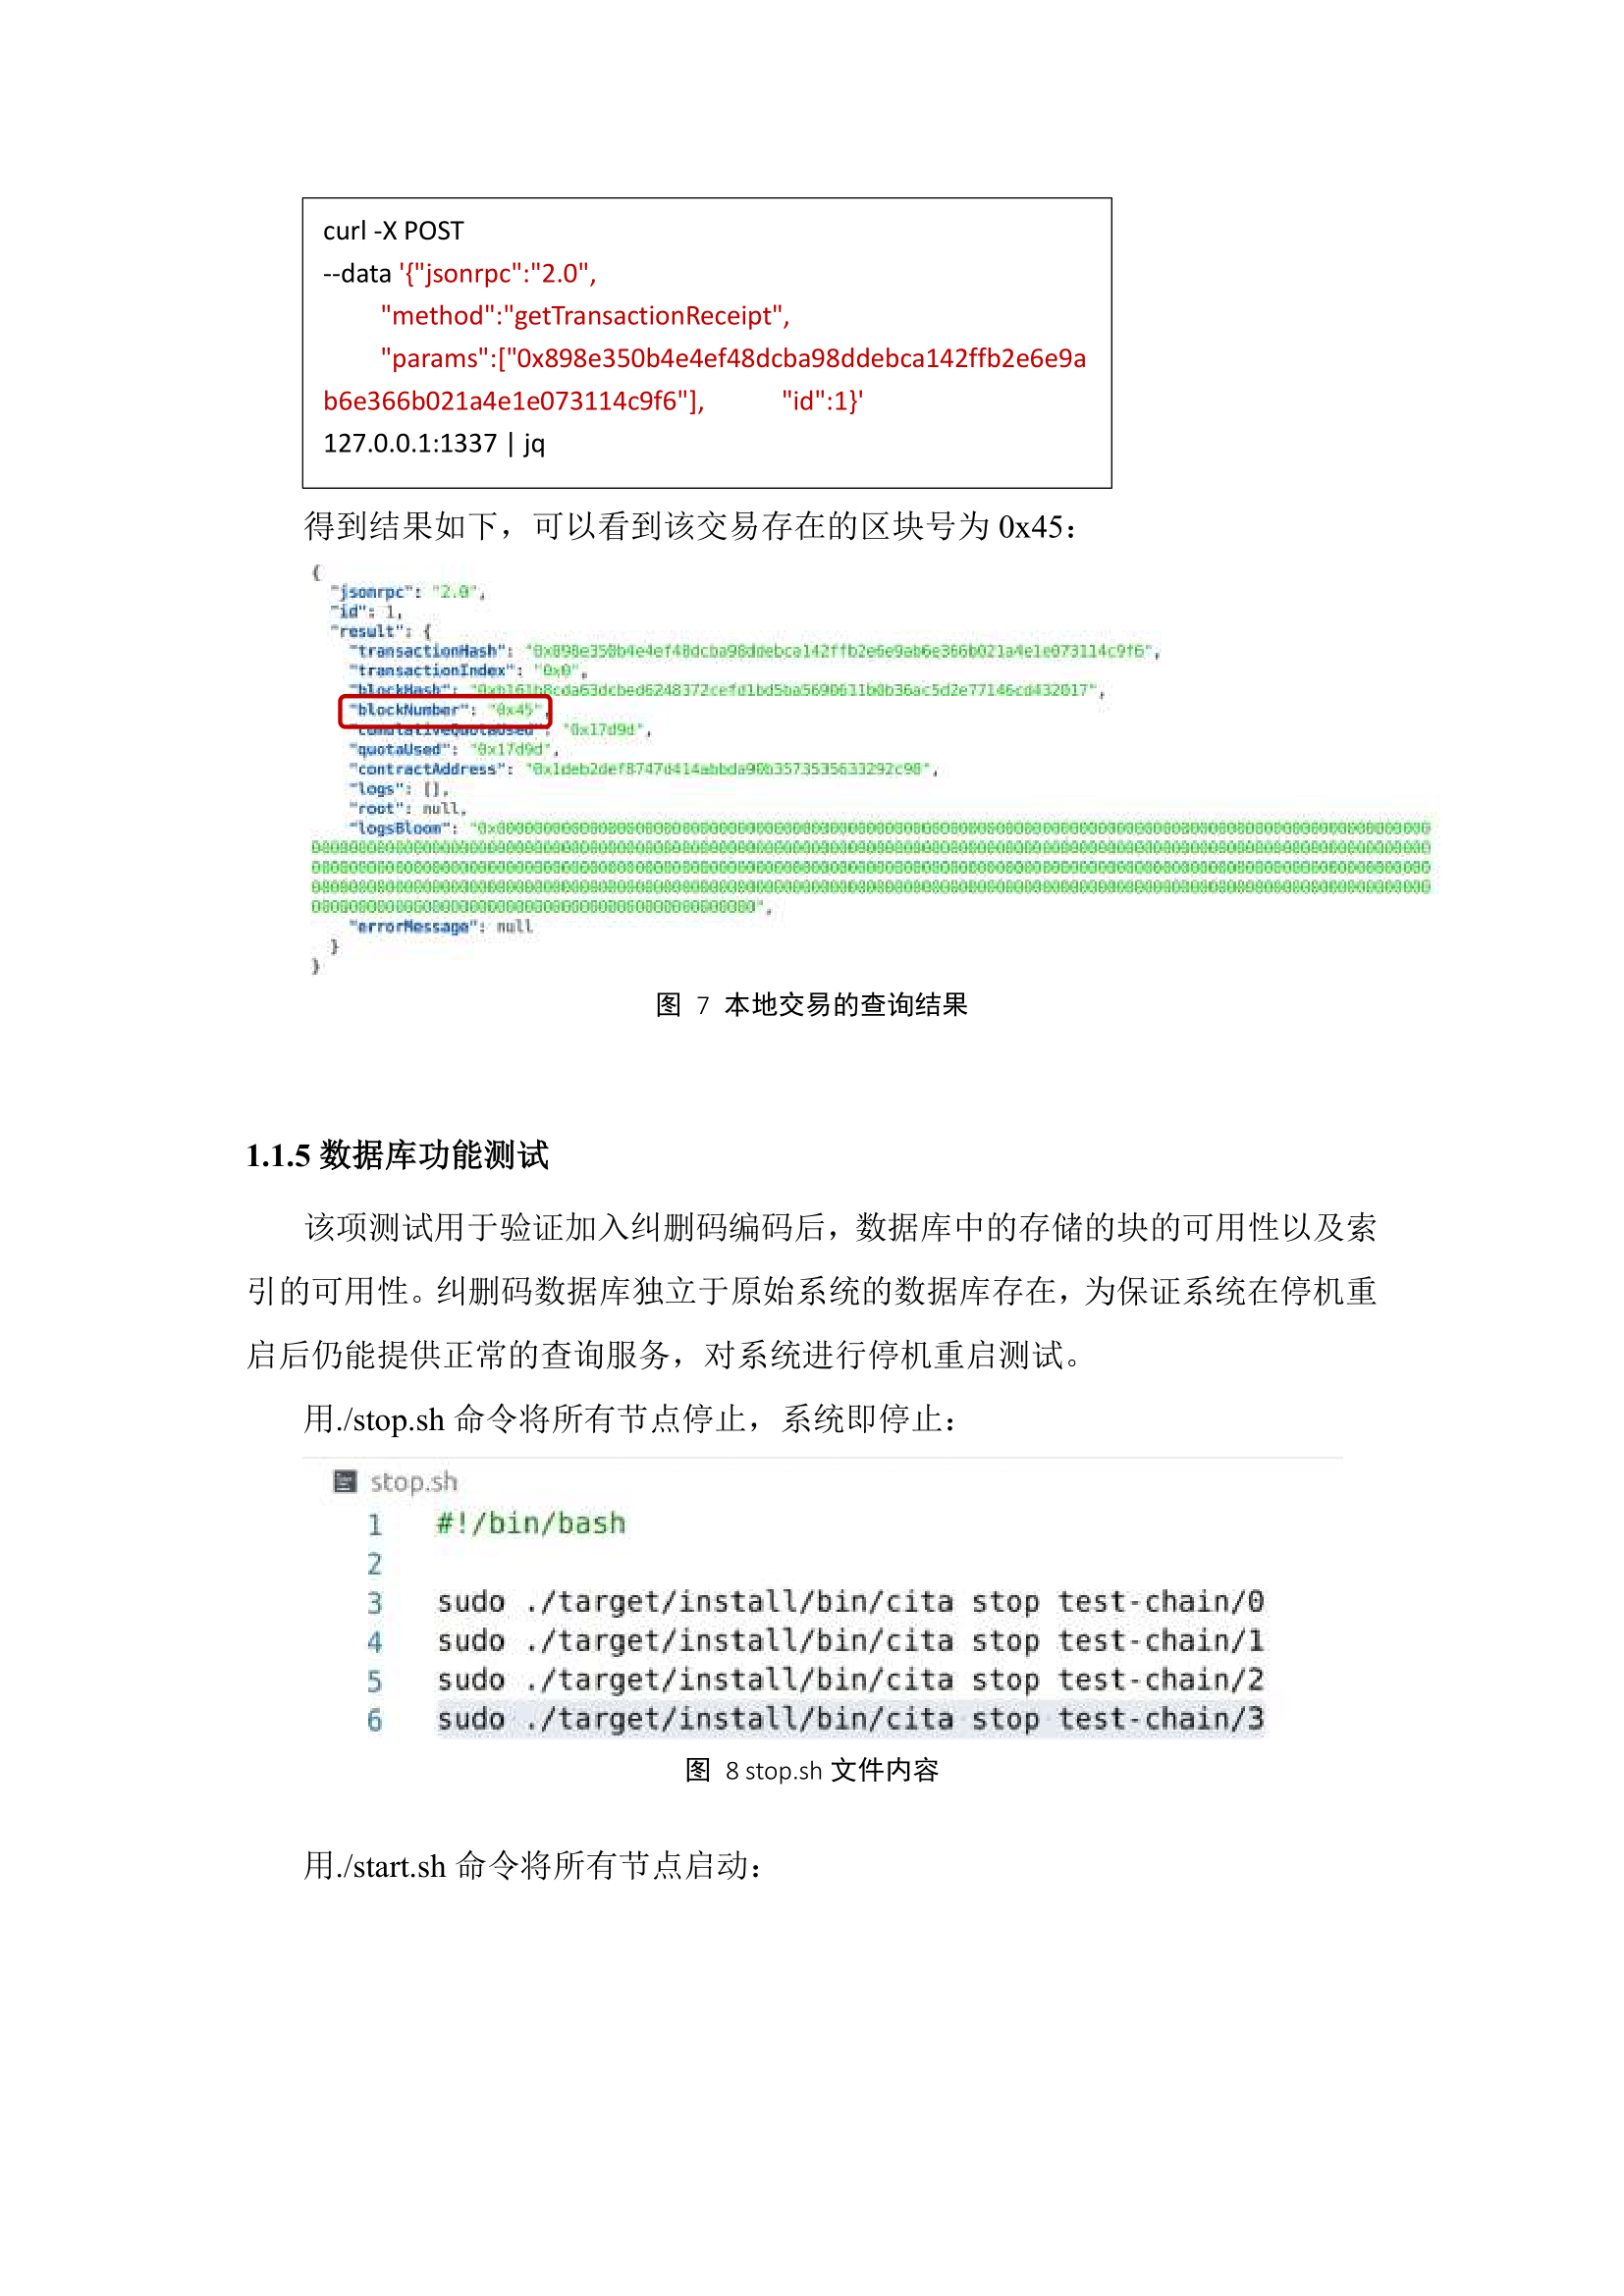 curl -X POST
--data '{"jsonrpc":"2.0",
"method":"getTransactionReceipt",
"params":["0x898e350b4e4ef48dcba98ddebca142ffb2e6e9a
b6e366b021a4e1e073114c9f6"], "id":1}'
127.0.0.1:1337 | jq
得到结果如下，可以看到该交易存在的区块号为 0x45：
{
"jsonrpc": "2.0",
"id": 1,
"result": {
"transactionHash": "0x898e350b4e4ef48dcba98ddebca142ffb2e6e9ab6e366b021a4e1e073114c9f6",
"transactionIndex": "0x0",
"blockHash": "0xb161b8cda63dcbed6248372cefd1bd5ba5690611b0b36ac5d2e77146cd432017",
"blockNumber": "0x45",
"cumulativeQuotaUsed": "0x17d9d",
"quotaUsed": "0x17d9d",
"contractAddress": "0x1deb2def8747d414abbda90b3573535633292c90",
"logs": [],
"root": null,
"logsBloom":
"errorMessage": null
}
}
图 7 本地交易的查询结果
1.1.5 数据库功能测试
该项测试用于验证加入纠删码编码后，数据库中的存储的块的可用性以及索
引的可用性。纠删码数据库独立于原始系统的数据库存在，为保证系统在停机重
启后仍能提供正常的查询服务，对系统进行停机重启测试。
用./stop.sh 命令将所有节点停止，系统即停止：
stop.sh
1 #!/bin/bash
2
3 sudo ./target/install/bin/cita stop test-chain/0
4 sudo ./target/install/bin/cita stop test-chain/1
5 sudo ./target/install/bin/cita stop test-chain/2
6 sudo ./target/install/bin/cita stop test-chain/3
图 8 stop.sh 文件内容
用./start.sh 命令将所有节点启动：